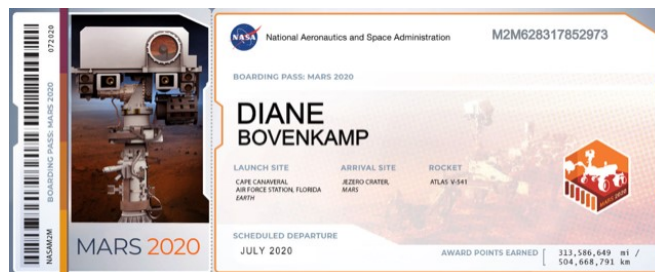 072020
BOARDING PASS: MARS 2020
NASAM2M
MARS 2020
NASA
National Aeronautics and Space Administration
M2M628317852973
BOARDING PASS: MARS 2020
DIANE
BOVENKAMP
LAUNCH SITE
CAPE CANAVERAL
AIR FORCE STATION, FLORIDA
EARTH
ARRIVAL SITE
JEZERO CRATER,
MARS
ROCKET
ATLAS V-541
SCHEDULED DEPARTURE
JULY 2020
MARS 2020
AWARD POINTS EARNED
313,586,649 mi /
504,668,791 km